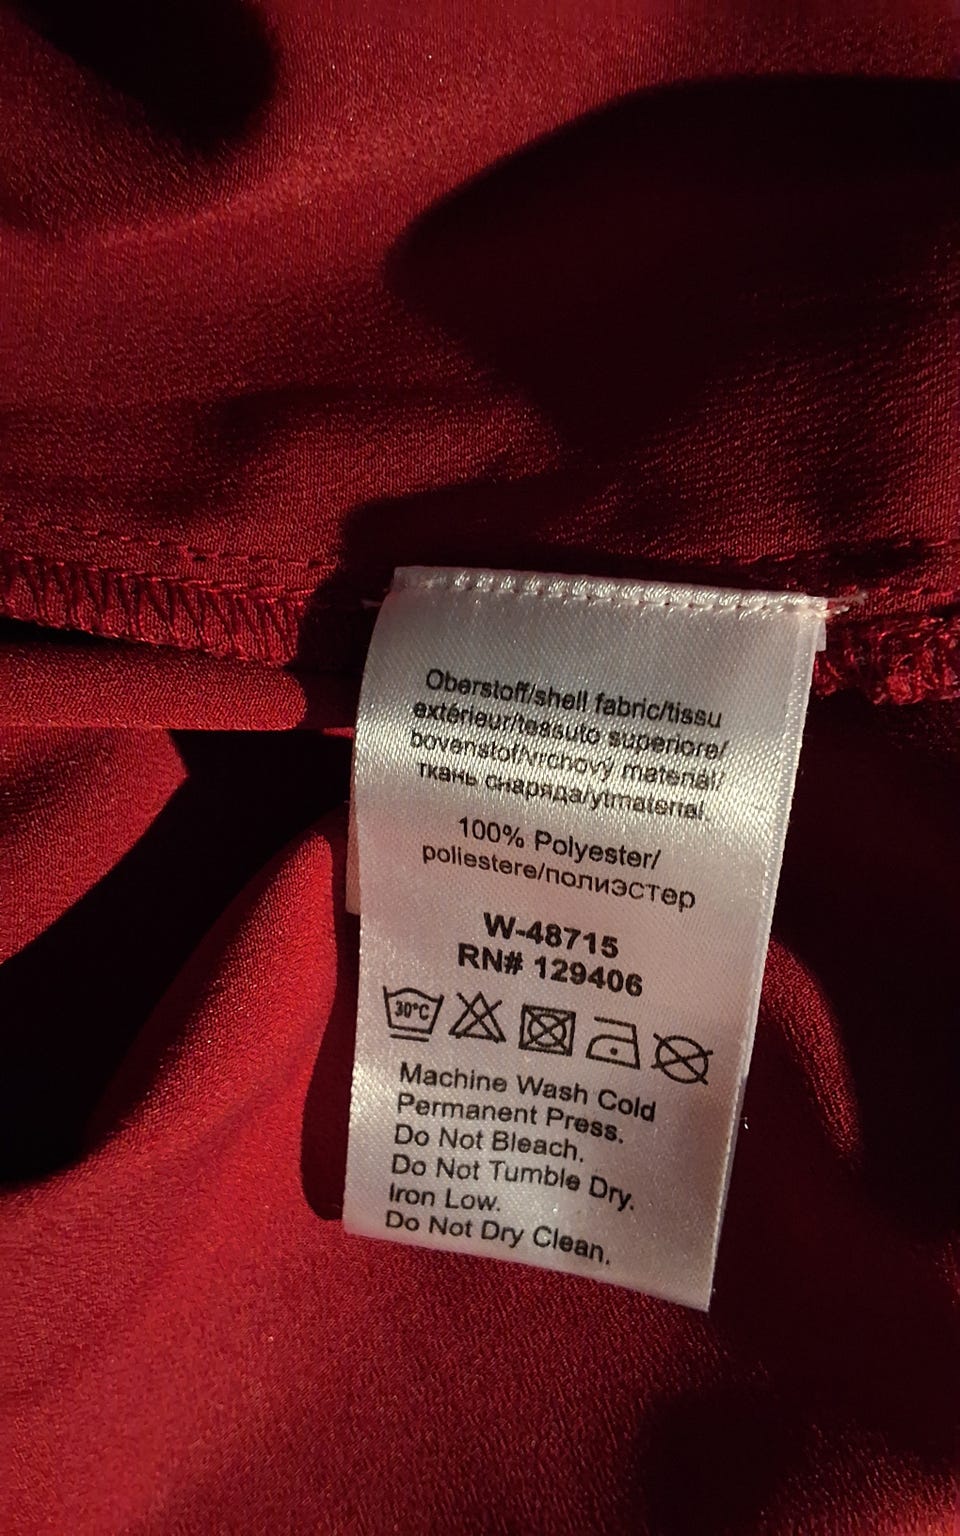 Oberstoff/shell fabric/tissu
extérieur/tessuto superiore/
bovenstof/vrchový materiál/
ткань снаряда/ytmaterial.
100% Polyester/
poliestere/полиэстер
W-48715
RN# 129406
30°C
Machine Wash Cold
Permanent Press.
Do Not Bleach.
Do Not Tumble Dry.
Iron Low.
Do Not Dry Clean.